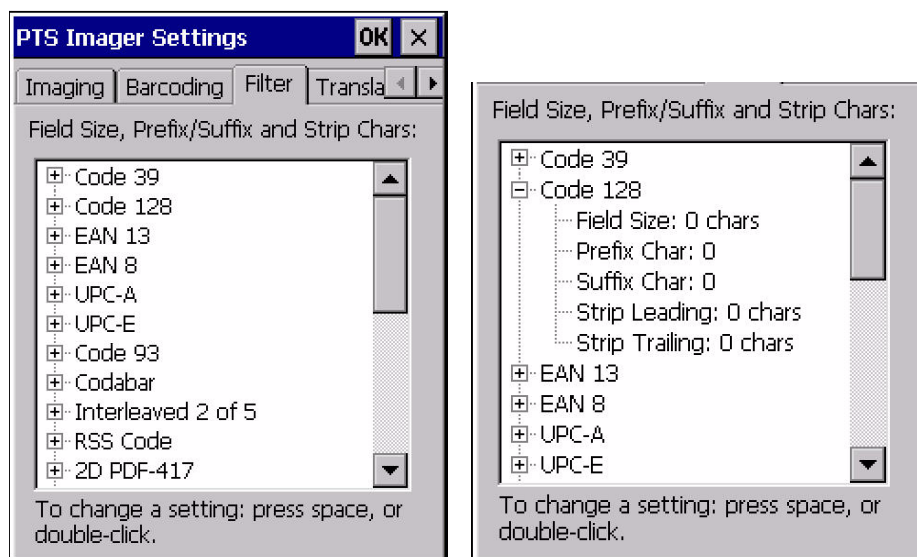 PTS Imager Settings OK
Imaging Barcoding Filter Transla
Field Size, Prefix/Suffix and Strip Chars:
Code 39
Code 128
EAN 13
EAN 8
UPC-A
UPC-E
Code 93
Codabar
Interleaved 2 of 5
RSS Code
2D PDF-417
To change a setting: press space, or
double-click.
Field Size, Prefix/Suffix and Strip Chars:
Code 39
Code 128
Field Size: 0 chars
Prefix Char: 0
Suffix Char: 0
Strip Leading: 0 chars
Strip Trailing: 0 chars
EAN 13
EAN 8
UPC-A
UPC-E
To change a setting: press space, or
double-click.